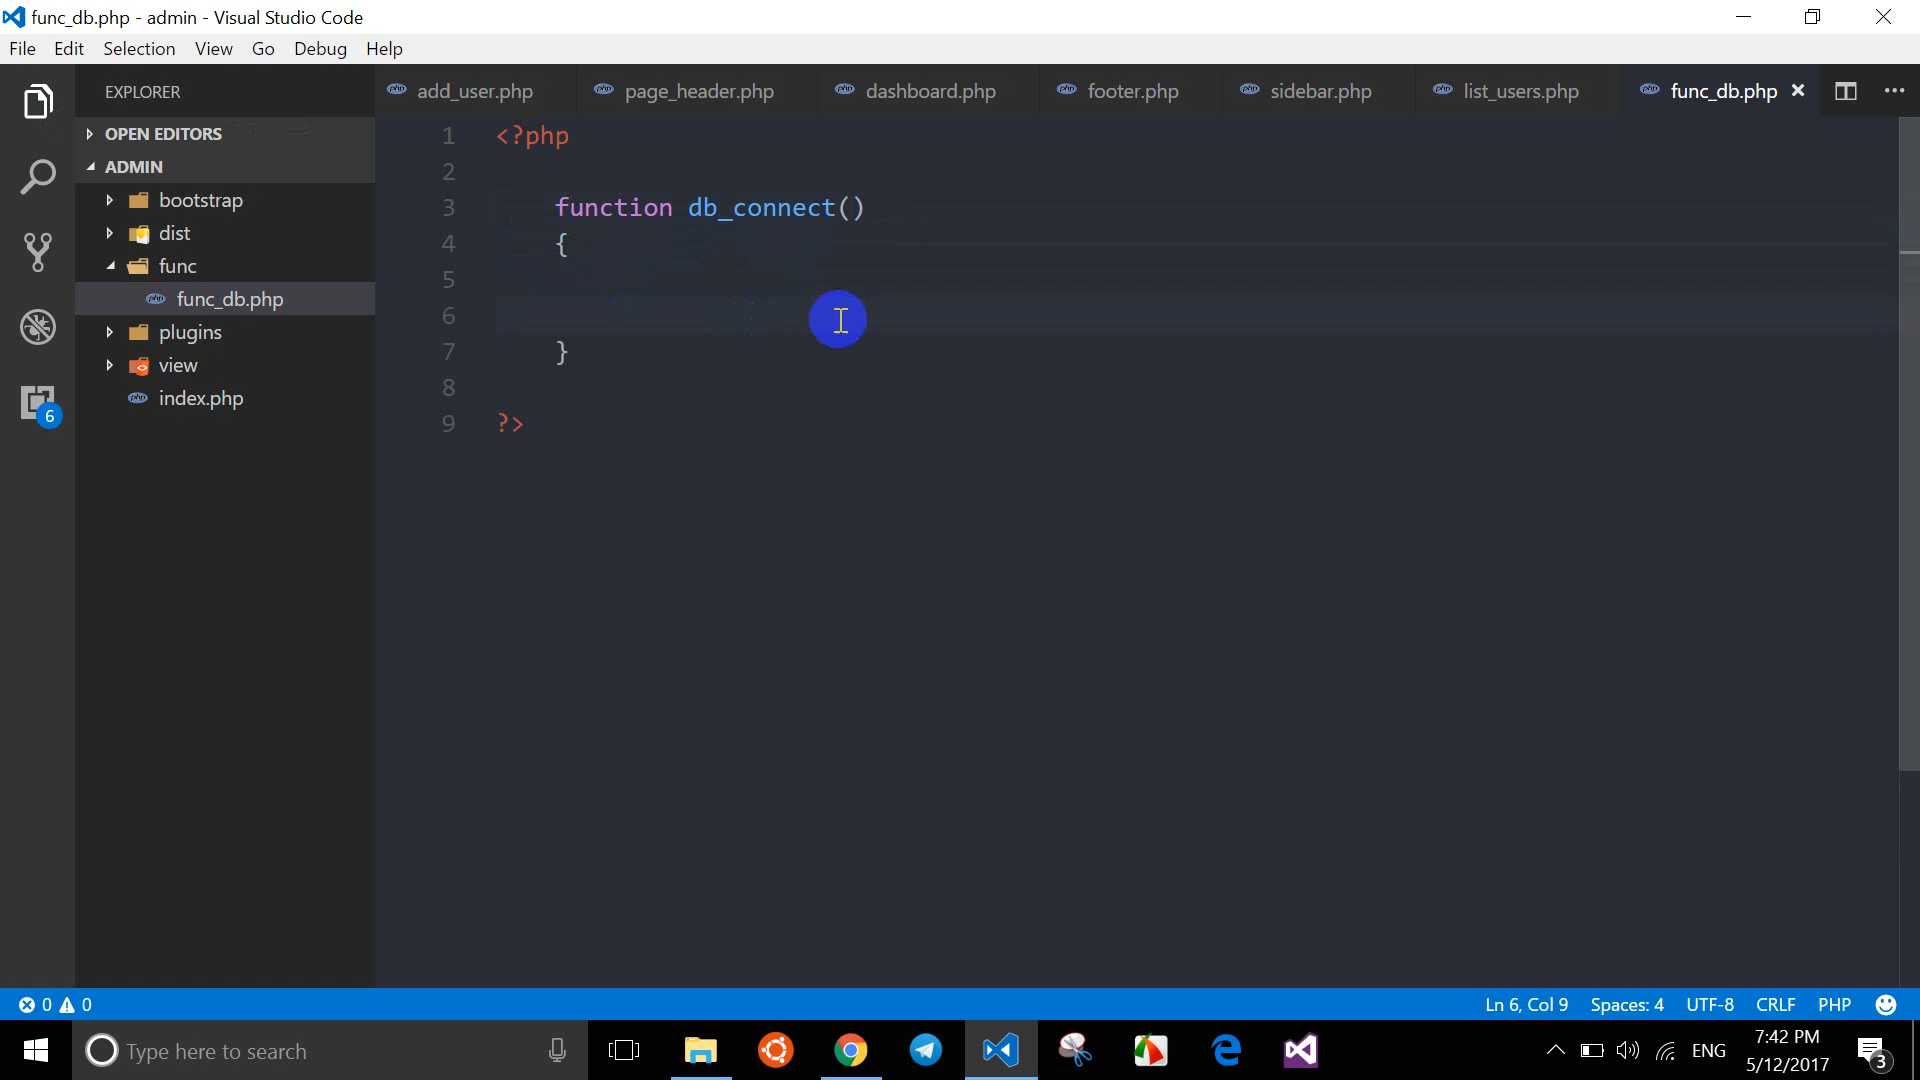 func_db.php - admin - Visual Studio Code
File Edit Selection View Go Debug Help
EXPLORER
OPEN EDITORS
ADMIN
bootstrap
dist
func
func_db.php
plugins
view
index.php
6
add_user.php page_header.php dashboard.php footer.php sidebar.php list_users.php func_db.php
1 <?php
2
3 function db_connect()
4 {
5
6
7 }
8
9 ?>
0 0 Ln 6, Col 9 Spaces: 4 UTF-8 CRLF PHP
Type here to search
ENG
7:42 PM
5/12/2017
3